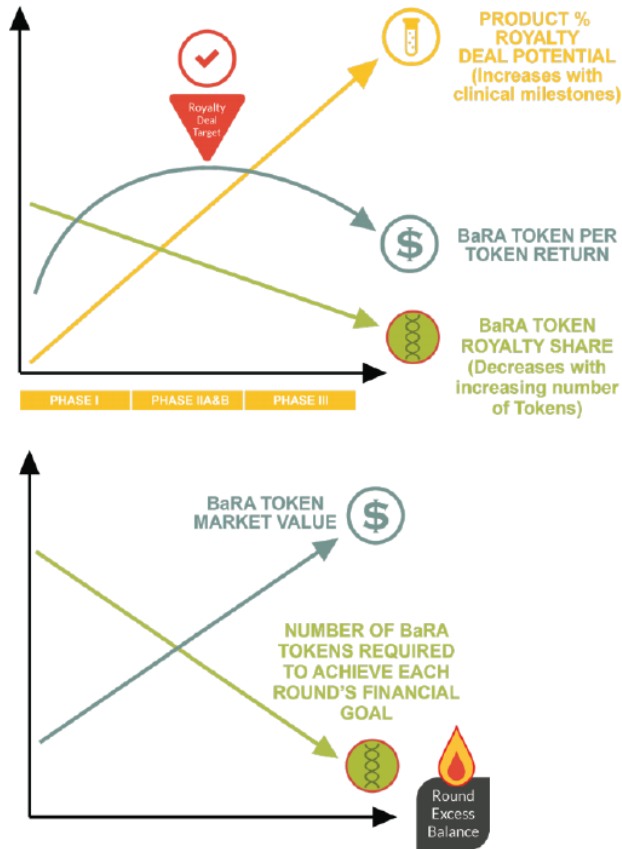 PRODUCT %
ROYALTY
DEAL POTENTIAL
(Increases with
clinical milestones)
Royalty
Deal
Target
$
BaRA TOKEN PER
TOKEN RETURN
BaRA TOKEN
ROYALTY SHARE
(Decreases with
increasing number
of Tokens)
PHASE I
PHASE IIA&B
PHASE III
BaRA TOKEN
MARKET VALUE
$
NUMBER OF BaRA
TOKENS REQUIRED
TO ACHIEVE EACH
ROUND'S FINANCIAL
GOAL
Round
Excess
Balance